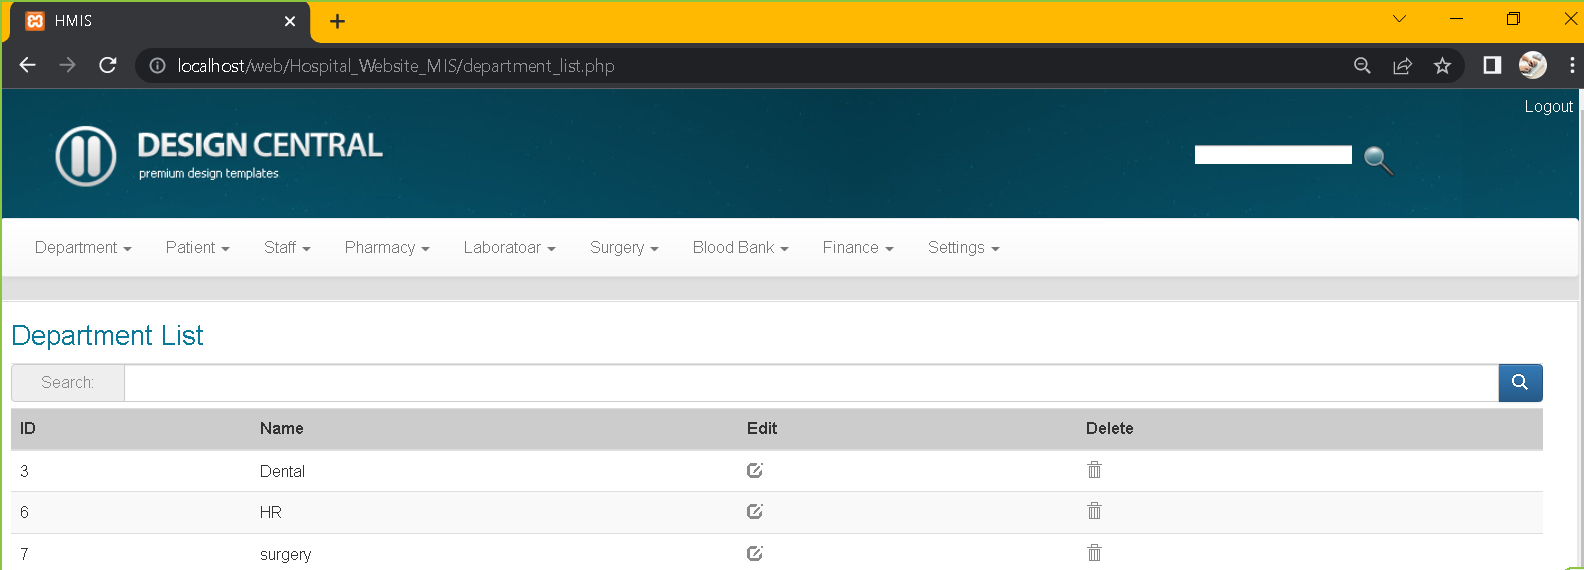 HMIS
localhost/web/Hospital_Website_MIS/department_list.php
Logout
DESIGN CENTRAL
premium design templates
Department Patient Staff Pharmacy Laboratoar Surgery Blood Bank Finance Settings
Department List
Search:
ID Name Edit Delete
3 Dental
6 HR
7 surgery